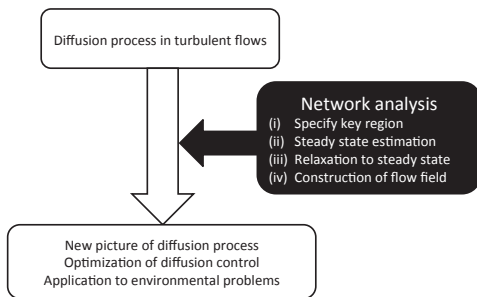 Diffusion process in turbulent flows
Network analysis
(i) Specify key region
(ii) Steady state estimation
(iii) Relaxation to steady state
(iv) Construction of flow field
New picture of diffusion process
Optimization of diffusion control
Application to environmental problems